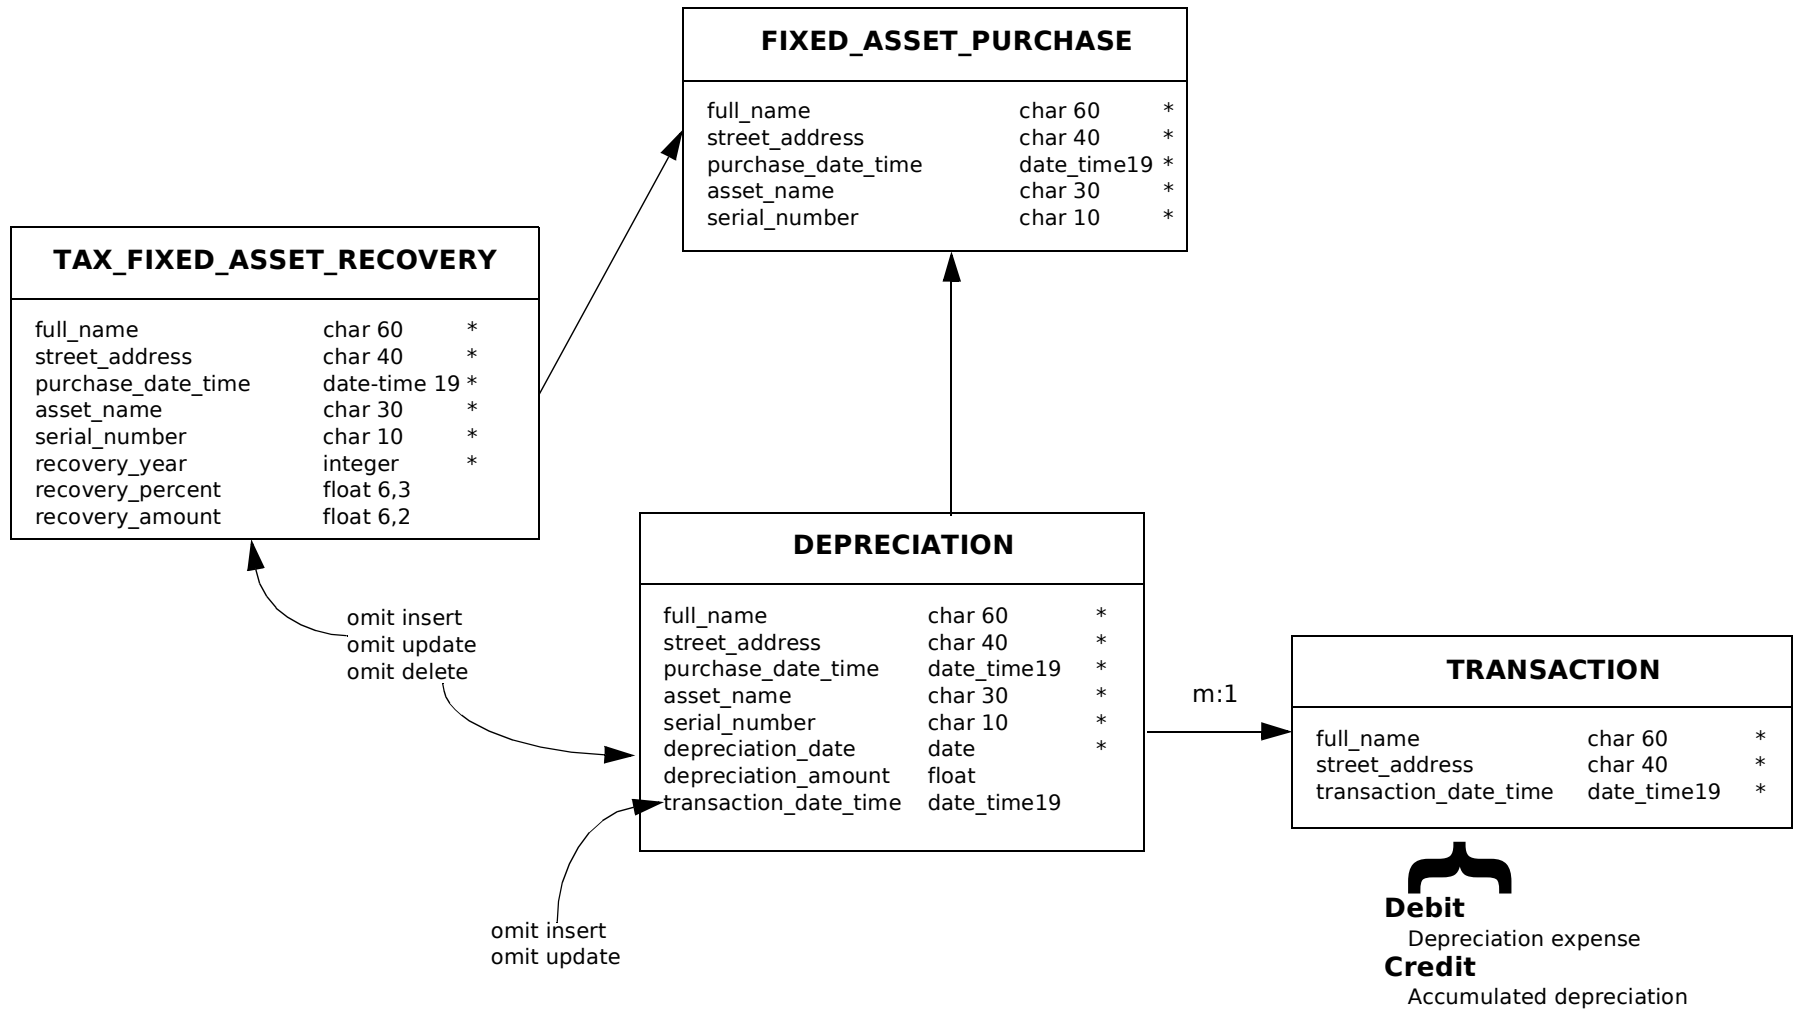 FIXED_ASSET_PURCHASE
full_name char 60 *
street_address char 40 *
purchase_date_time date_time19 *
asset_name char 30 *
serial_number char 10 *
TAX_FIXED_ASSET_RECOVERY
full_name char 60 *
street_address char 40 *
purchase_date_time date-time 19 *
asset_name char 30 *
serial_number char 10 *
recovery_year integer *
recovery_percent float 6,3
recovery_amount float 6,2
omit insert
omit update
omit delete
DEPRECIATION
full_name char 60 *
street_address char 40 *
purchase_date_time date_time19 *
asset_name char 30 *
serial_number char 10 *
depreciation_date date *
depreciation_amount float
transaction_date_time date_time19
omit insert
omit update
m:1
TRANSACTION
full_name char 60 *
street_address char 40 *
transaction_date_time date_time19 *
Debit
Depreciation expense
Credit
Accumulated depreciation